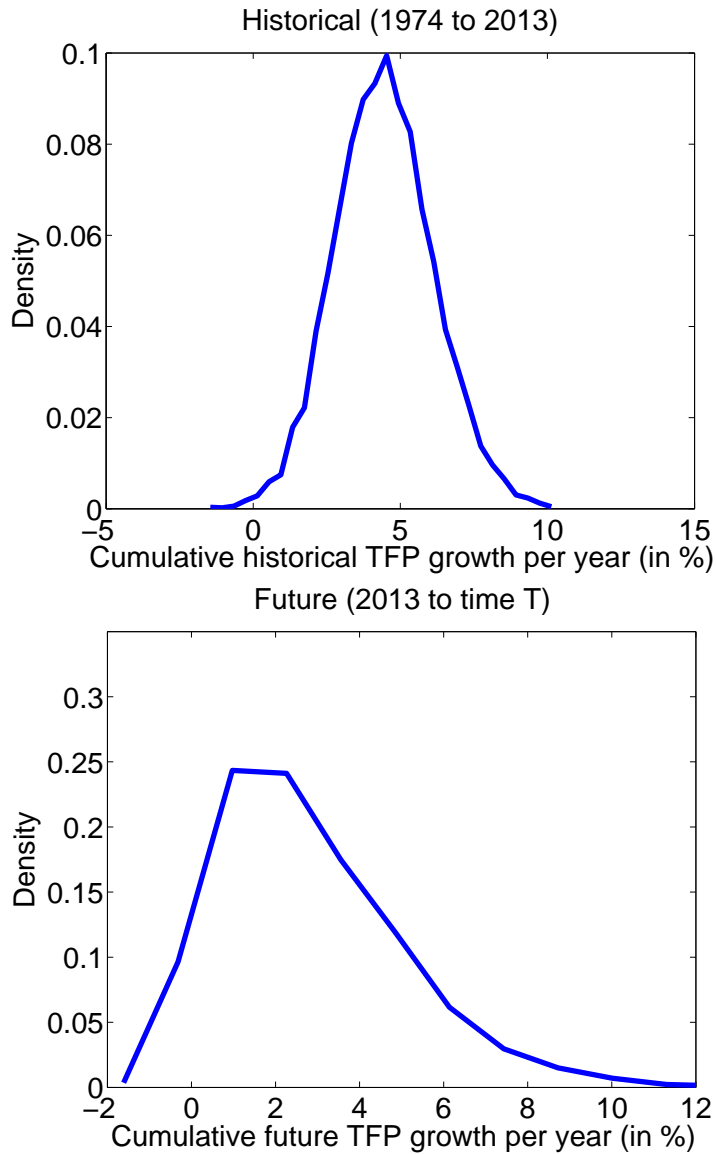 Historical (1974 to 2013)
0.1
0.08
0.06
0.04
0.02
0
Density
−5 0 5 10 15
Cumulative historical TFP growth per year (in %)
Future (2013 to time T)
0.3
0.25
0.2
0.15
0.1
0.05
0
Density
−2 0 2 4 6 8 10 12
Cumulative future TFP growth per year (in %)